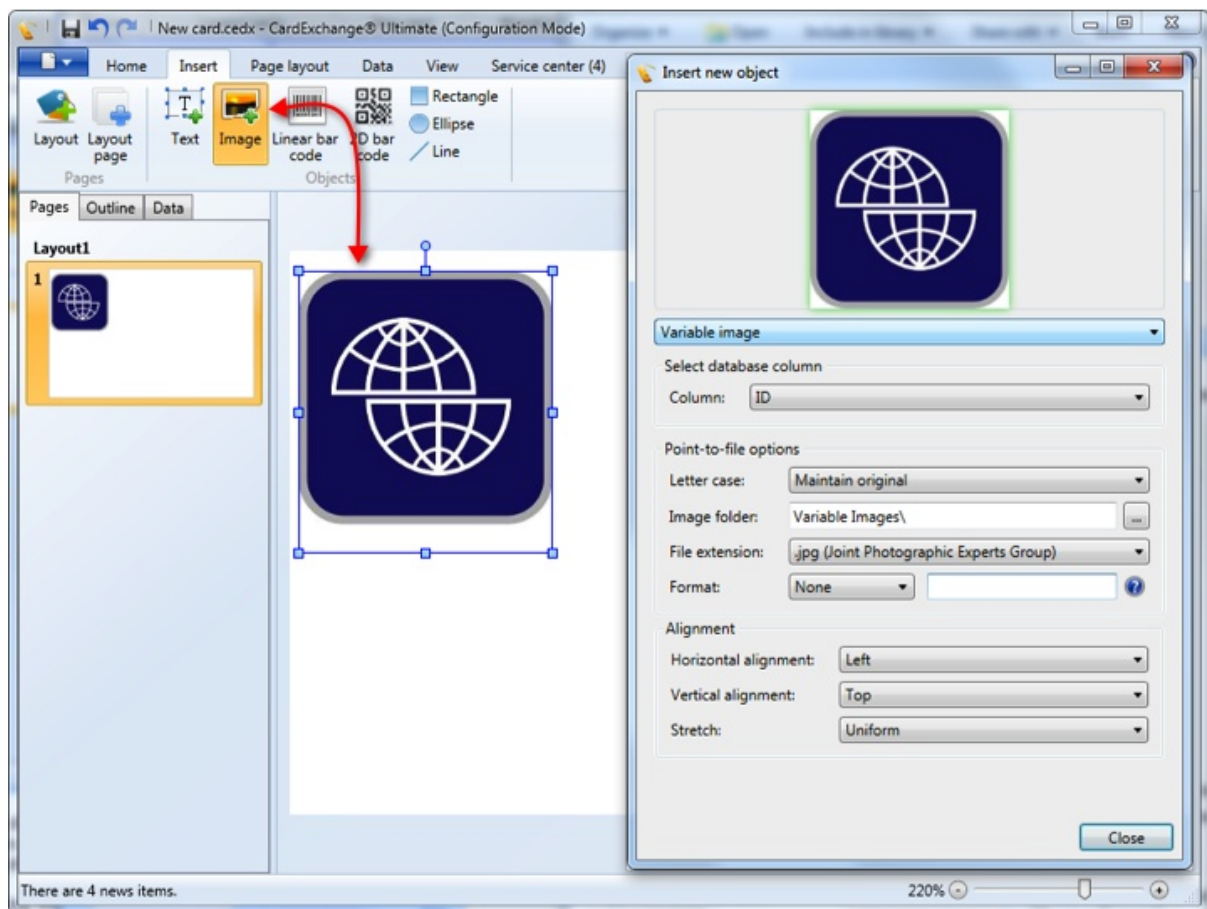 New card.cedx - CardExchange® Ultimate (Configuration Mode)
Home Insert Page layout Data View Service center (4)
Layout
Layout page
Pages
Text
Image
Linear bar code
2D bar code
Rectangle
Ellipse
Line
Objects
Pages Outline Data
Layout1
1
Insert new object
Variable image
Select database column
Column: ID
Point-to-file options
Letter case: Maintain original
Image folder: Variable Images\ ...
File extension: .jpg (Joint Photographic Experts Group)
Format: None
Alignment
Horizontal alignment: Left
Vertical alignment: Top
Stretch: Uniform
Close
There are 4 news items.
220%